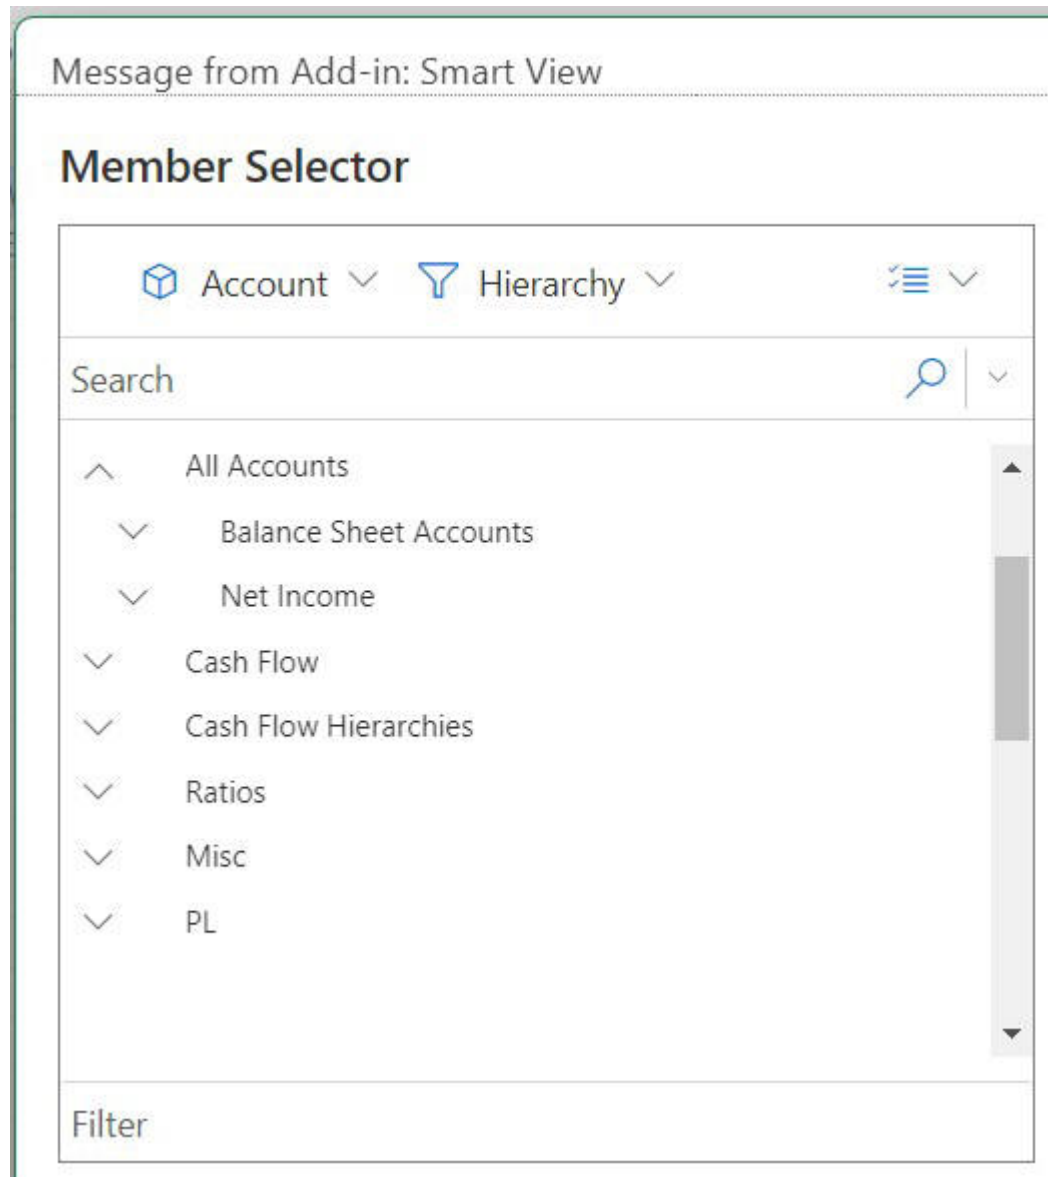 Message from Add-in: Smart View
Member Selector
Account Hierarchy
Search
All Accounts
Balance Sheet Accounts
Net Income
Cash Flow
Cash Flow Hierarchies
Ratios
Misc
PL
Filter